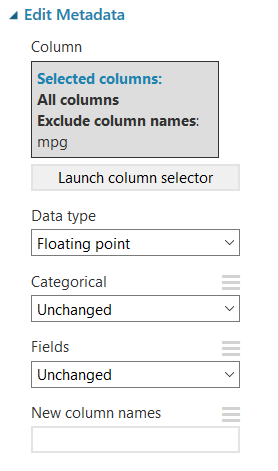 Edit Metadata
Column
Selected columns:
All columns
Exclude column names:
mpg
Launch column selector
Data type
Floating point
Categorical
Unchanged
Fields
Unchanged
New column names